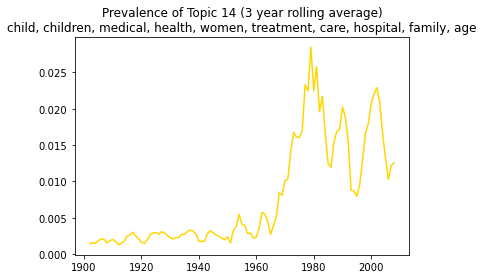 Prevalence of Topic 14 (3 year rolling average)
child, children, medical, health, women, treatment, care, hospital, family, age
0.025
0.020
0.015
0.010
0.005
0.000
1900 1920 1940 1960 1980 2000